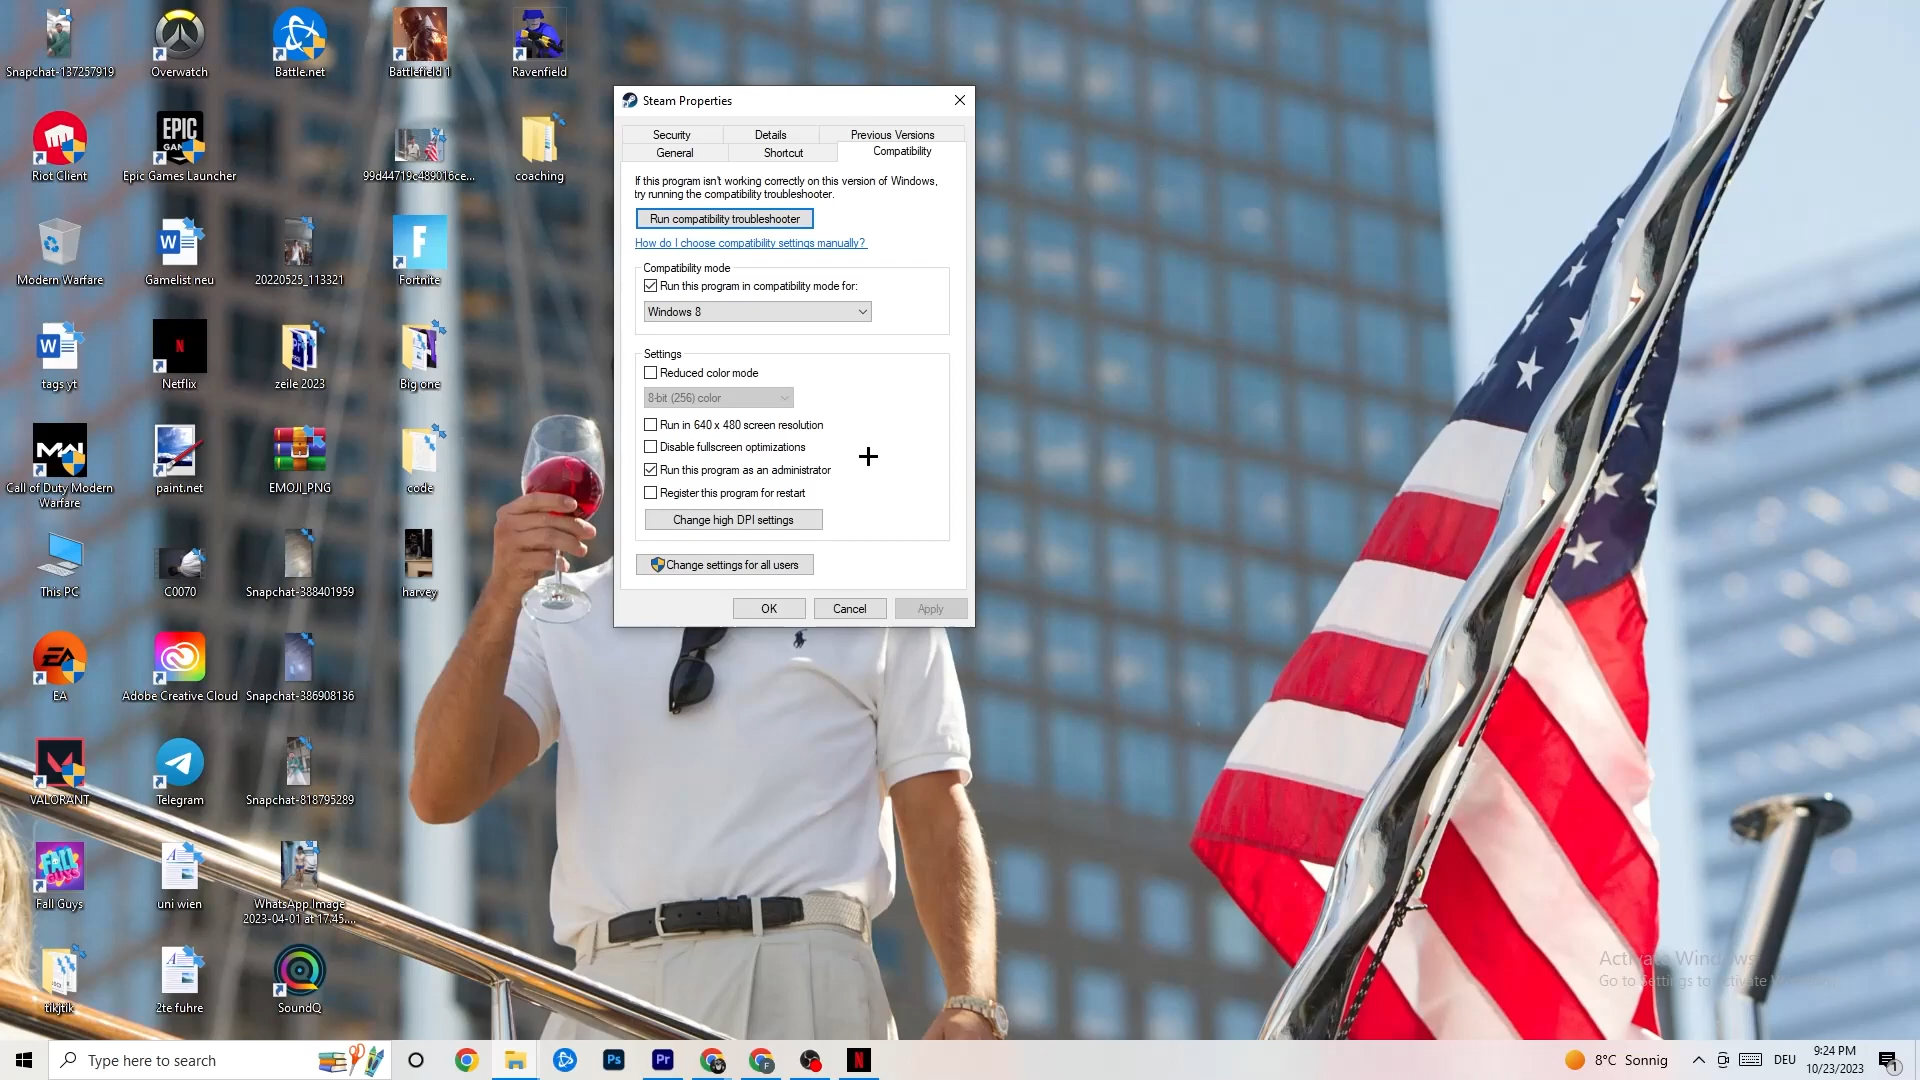 Snapchat-137257919
Overwatch
Battle.net
Battlefield 1
Ravenfield
Riot Client
EPIC
GAMES
Epic Games Launcher
99d44719c489016ce...
coaching
Modern Warfare
Gamelist neu
20220525_113321
F
Fortnite
tags yt
Netflix
zeile 2023
Big one
Call of Duty Modern
Warfare
paint.net
EMOJI_PNG
code
This PC
C0070
Snapchat-388401959
harvey
EA
EA
Adobe Creative Cloud
Snapchat-386908136
VALORANT
Telegram
Snapchat-818795289
FALL
GUYS
Fall Guys
uni wien
WhatsApp Image
2023-04-01 at 17.45....
tikjtik
2te fuhre
SoundQ
Steam Properties
Security
Details
Previous Versions
General
Shortcut
Compatibility
If this program isn't working correctly on this version of Windows,
try running the compatibility troubleshooter.
Run compatibility troubleshooter
How do I choose compatibility settings manually?
Compatibility mode
Run this program in compatibility mode for:
Windows 8
Settings
Reduced color mode
8-bit (256) color
Run in 640 x 480 screen resolution
Disable fullscreen optimizations
Run this program as an administrator
Register this program for restart
Change high DPI settings
Change settings for all users
OK
Cancel
Apply
Activate Windows
Go to Settings to activate
Type here to search
Ps
Pr
F
N
8°C Sonnig
DEU
9:24 PM
10/23/2023
1